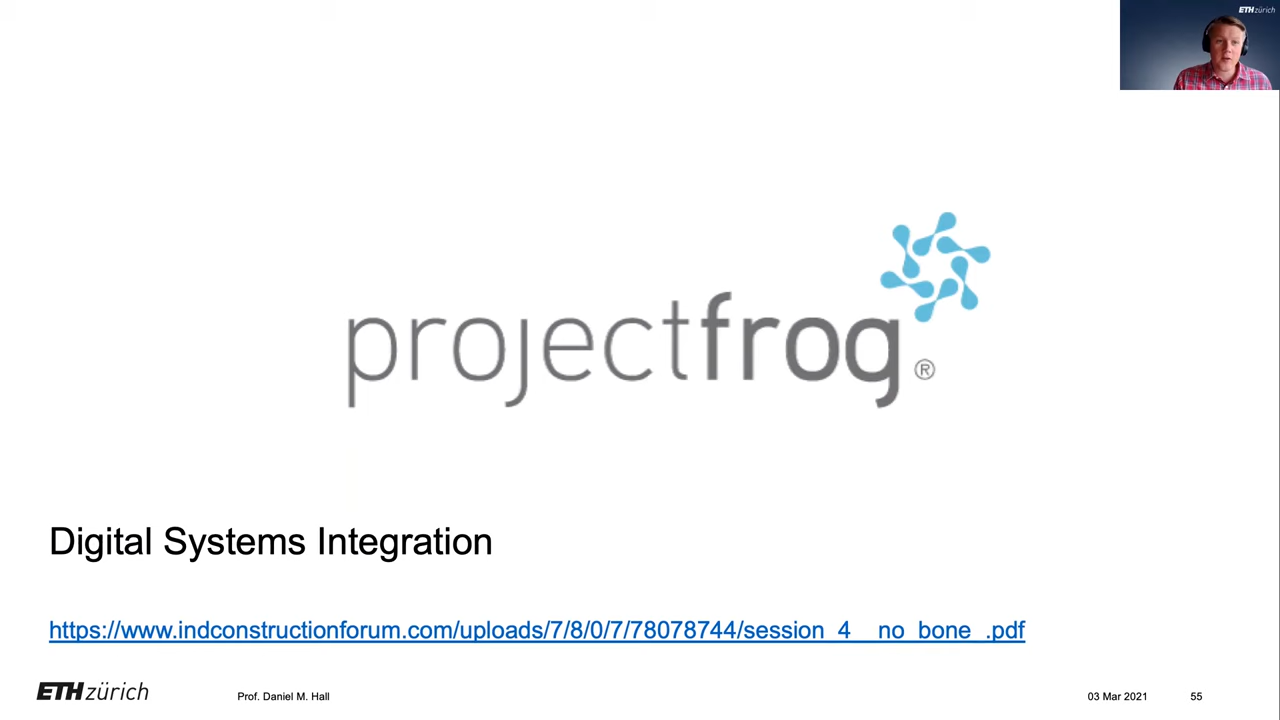 ETH zürich
projectfrog®
Digital Systems Integration
https://www.indconstructionforum.com/uploads/7/8/0/7/78078744/session_4__no_bone_.pdf
ETH zürich
Prof. Daniel M. Hall
03 Mar 2021
55